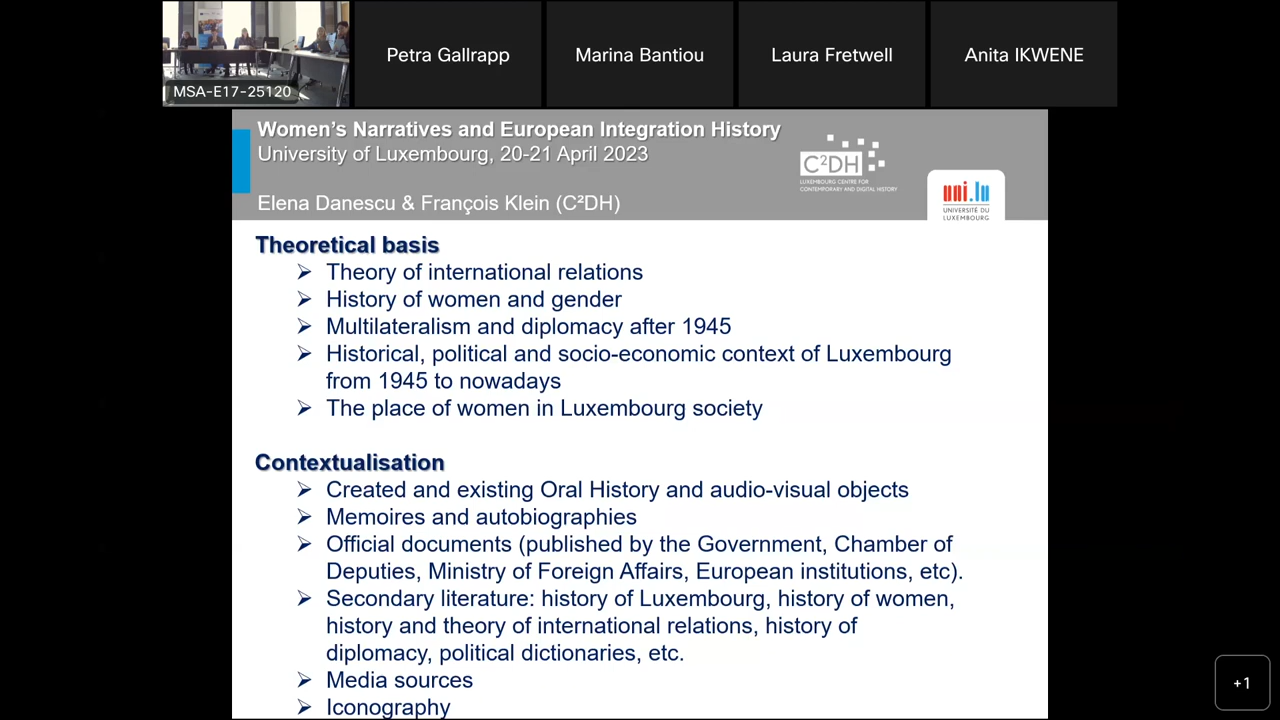 MSA-E17-25120
Petra Gallrapp
Marina Bantiou
Laura Fretwell
Anita IKWENE
Women's Narratives and European Integration History
University of Luxembourg, 20-21 April 2023
Elena Danescu & François Klein (C²DH)
C²DH
LUXEMBOURG CENTRE FOR
CONTEMPORARY AND DIGITAL HISTORY
uni.lu
UNIVERSITÉ DU
LUXEMBOURG
Theoretical basis
➢ Theory of international relations
➢ History of women and gender
➢ Multilateralism and diplomacy after 1945
➢ Historical, political and socio-economic context of Luxembourg
from 1945 to nowadays
➢ The place of women in Luxembourg society
Contextualisation
➢ Created and existing Oral History and audio-visual objects
➢ Memoires and autobiographies
➢ Official documents (published by the Government, Chamber of
Deputies, Ministry of Foreign Affairs, European institutions, etc).
➢ Secondary literature: history of Luxembourg, history of women,
history and theory of international relations, history of
diplomacy, political dictionaries, etc.
➢ Media sources
➢ Iconography
+1